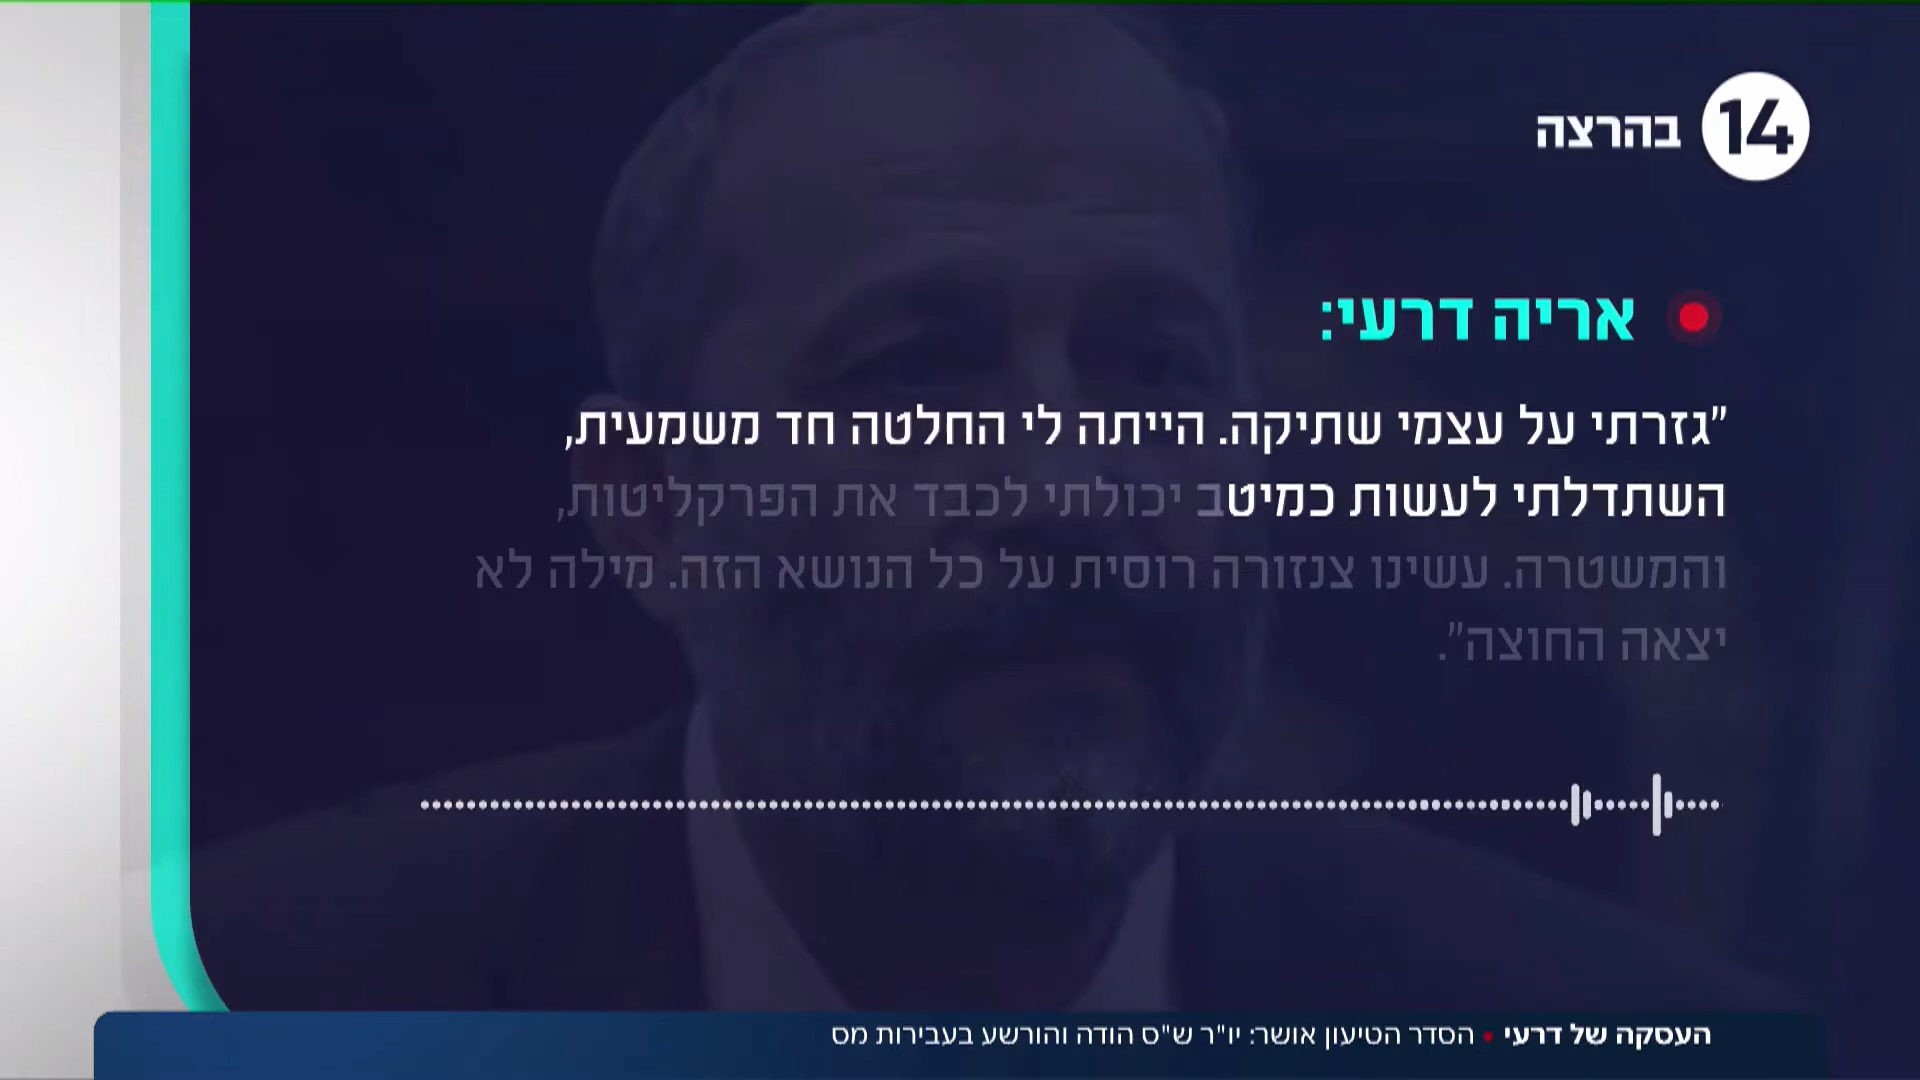 14 בהרצה
אריה דרעי:
"גזרתי על עצמי שתיקה. הייתה לי החלטה חד משמעית,
השתדלתי לעשות כמיטב יכולתי לכבד את הפרקליטות,
והמשטרה. עשינו צנזורה רוסית על כל הנושא הזה. מילה לא
יצאה החוצה".
העסקה של דרעי • הסדר הטיעון אושר: יו"ר ש"ס הודה והורשע בעבירות מס